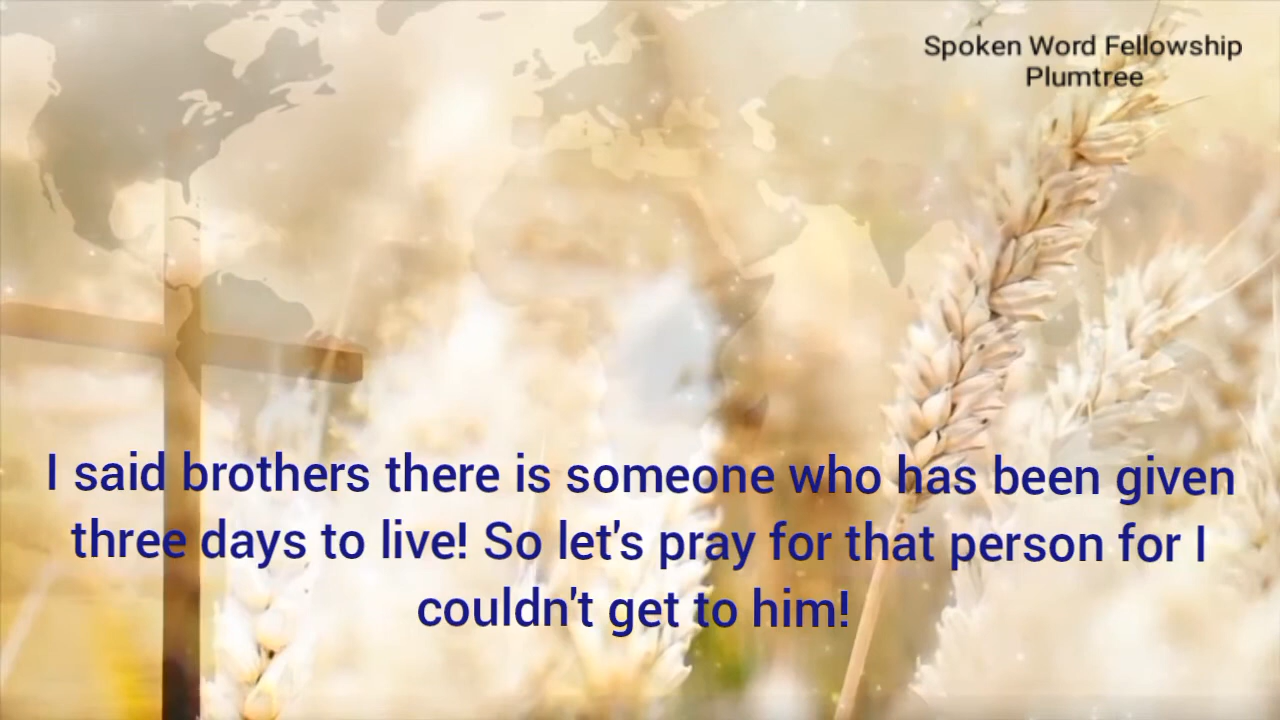 Spoken Word Fellowship
Plumtree
I said brothers there is someone who has been given
three days to live! So let's pray for that person for I
couldn't get to him!